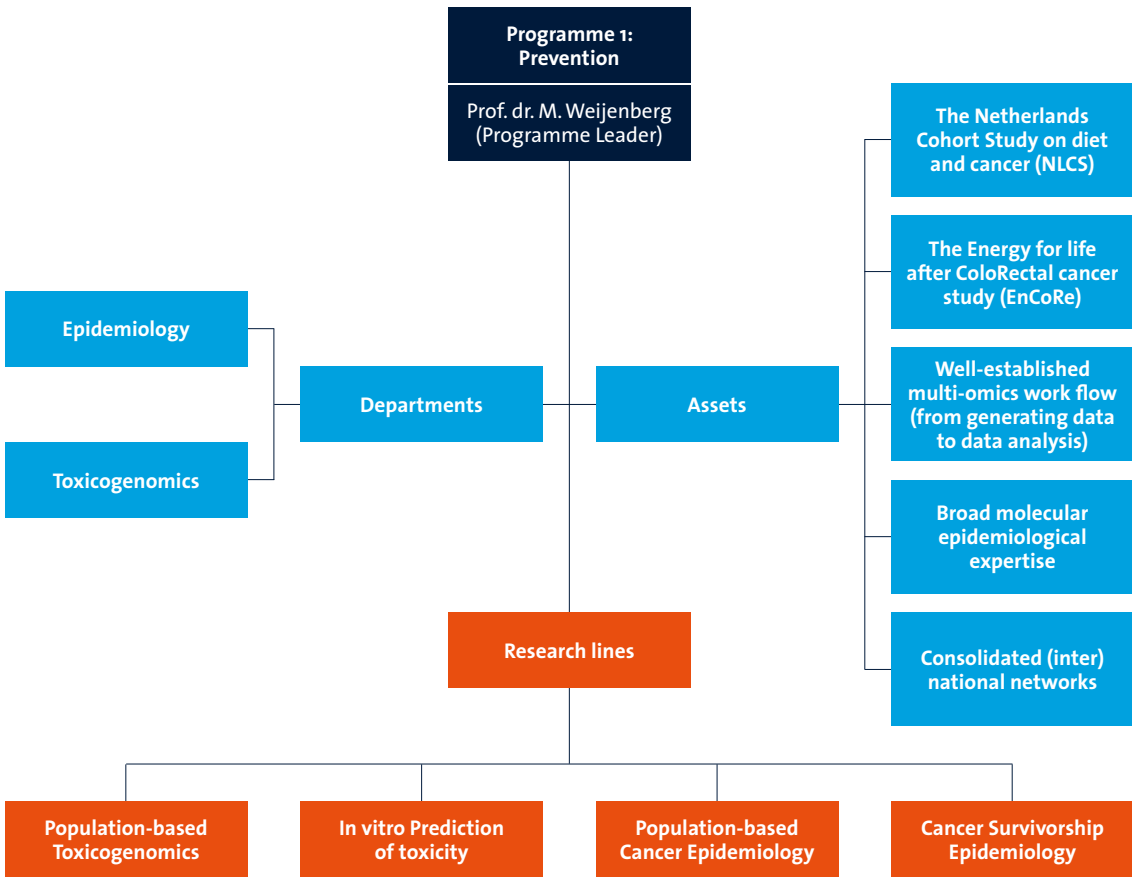 Programme 1:
Prevention
Prof. dr. M. Weijenberg
(Programme Leader)
The Netherlands
Cohort Study on diet
and cancer (NLCS)
The Energy for life
after ColoRectal cancer
study (EnCoRe)
Epidemiology
Well-established
multi-omics work flow
(from generating data
to data analysis)
Departments
Assets
Toxicogenomics
Broad molecular
epidemiological
expertise
Research lines
Consolidated (inter)
national networks
Population-based
Toxicogenomics
In vitro Prediction
of toxicity
Population-based
Cancer Epidemiology
Cancer Survivorship
Epidemiology